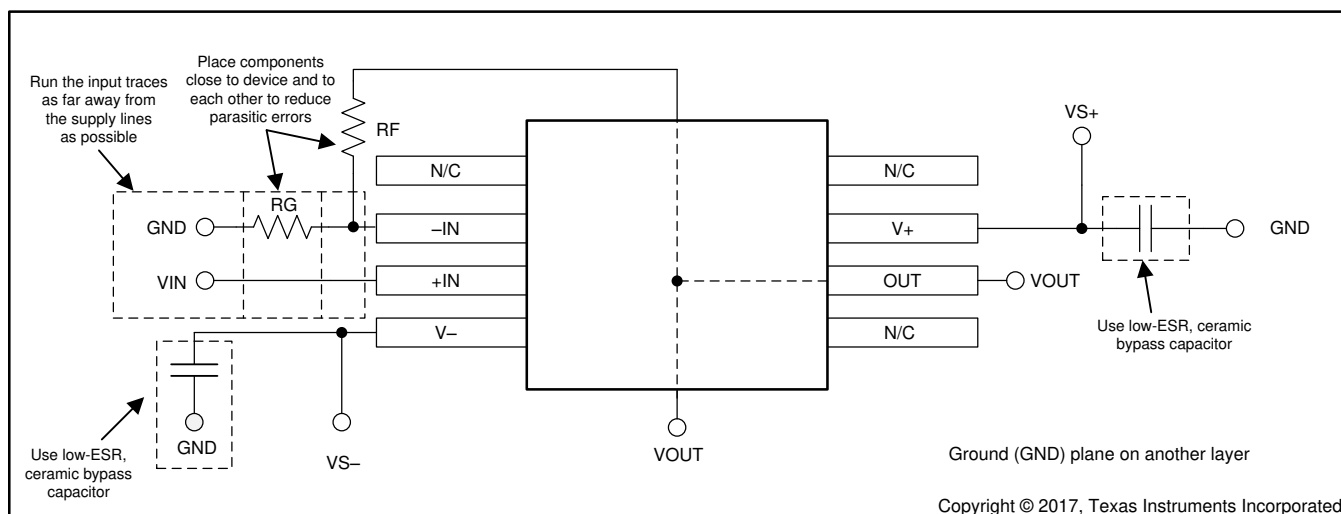 Run the input traces
as far away from
the supply lines
as possible
Place components
close to device and to
each other to reduce
parasitic errors
RF
N/C
RG
GND
–IN
VIN
+IN
V–
GND
Use low-ESR,
ceramic bypass
capacitor
VS–
VOUT
N/C
V+
OUT
VOUT
N/C
VS+
GND
Use low-ESR, ceramic
bypass capacitor
Ground (GND) plane on another layer
Copyright © 2017, Texas Instruments Incorporated